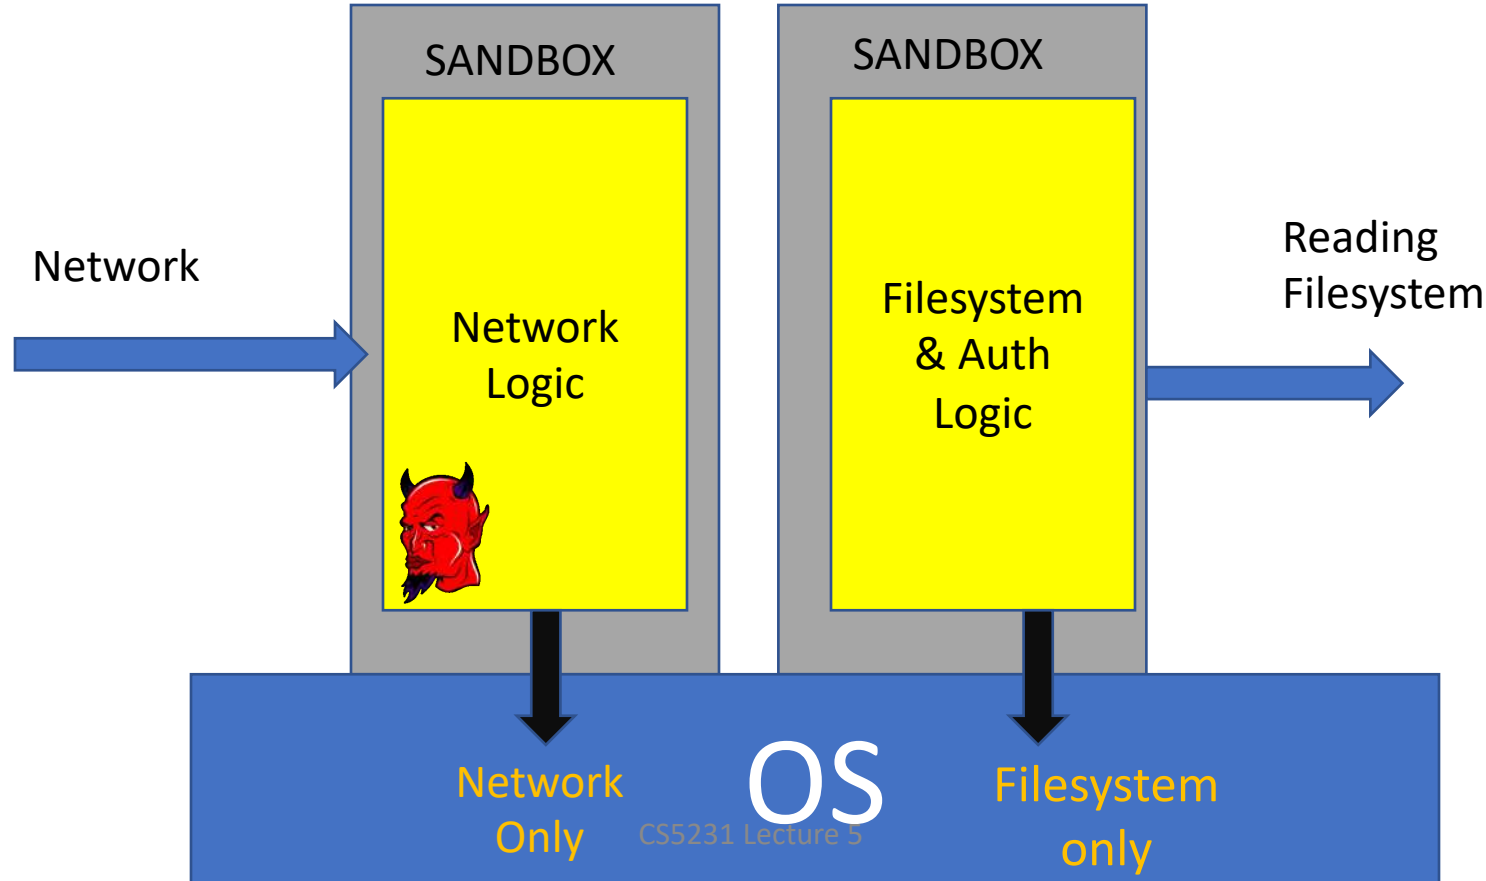 SANDBOX
SANDBOX
Network
Network
Logic
Filesystem
& Auth
Logic
Reading
Filesystem
Network
Only
OS
Filesystem
only
CS5231 Lecture 5